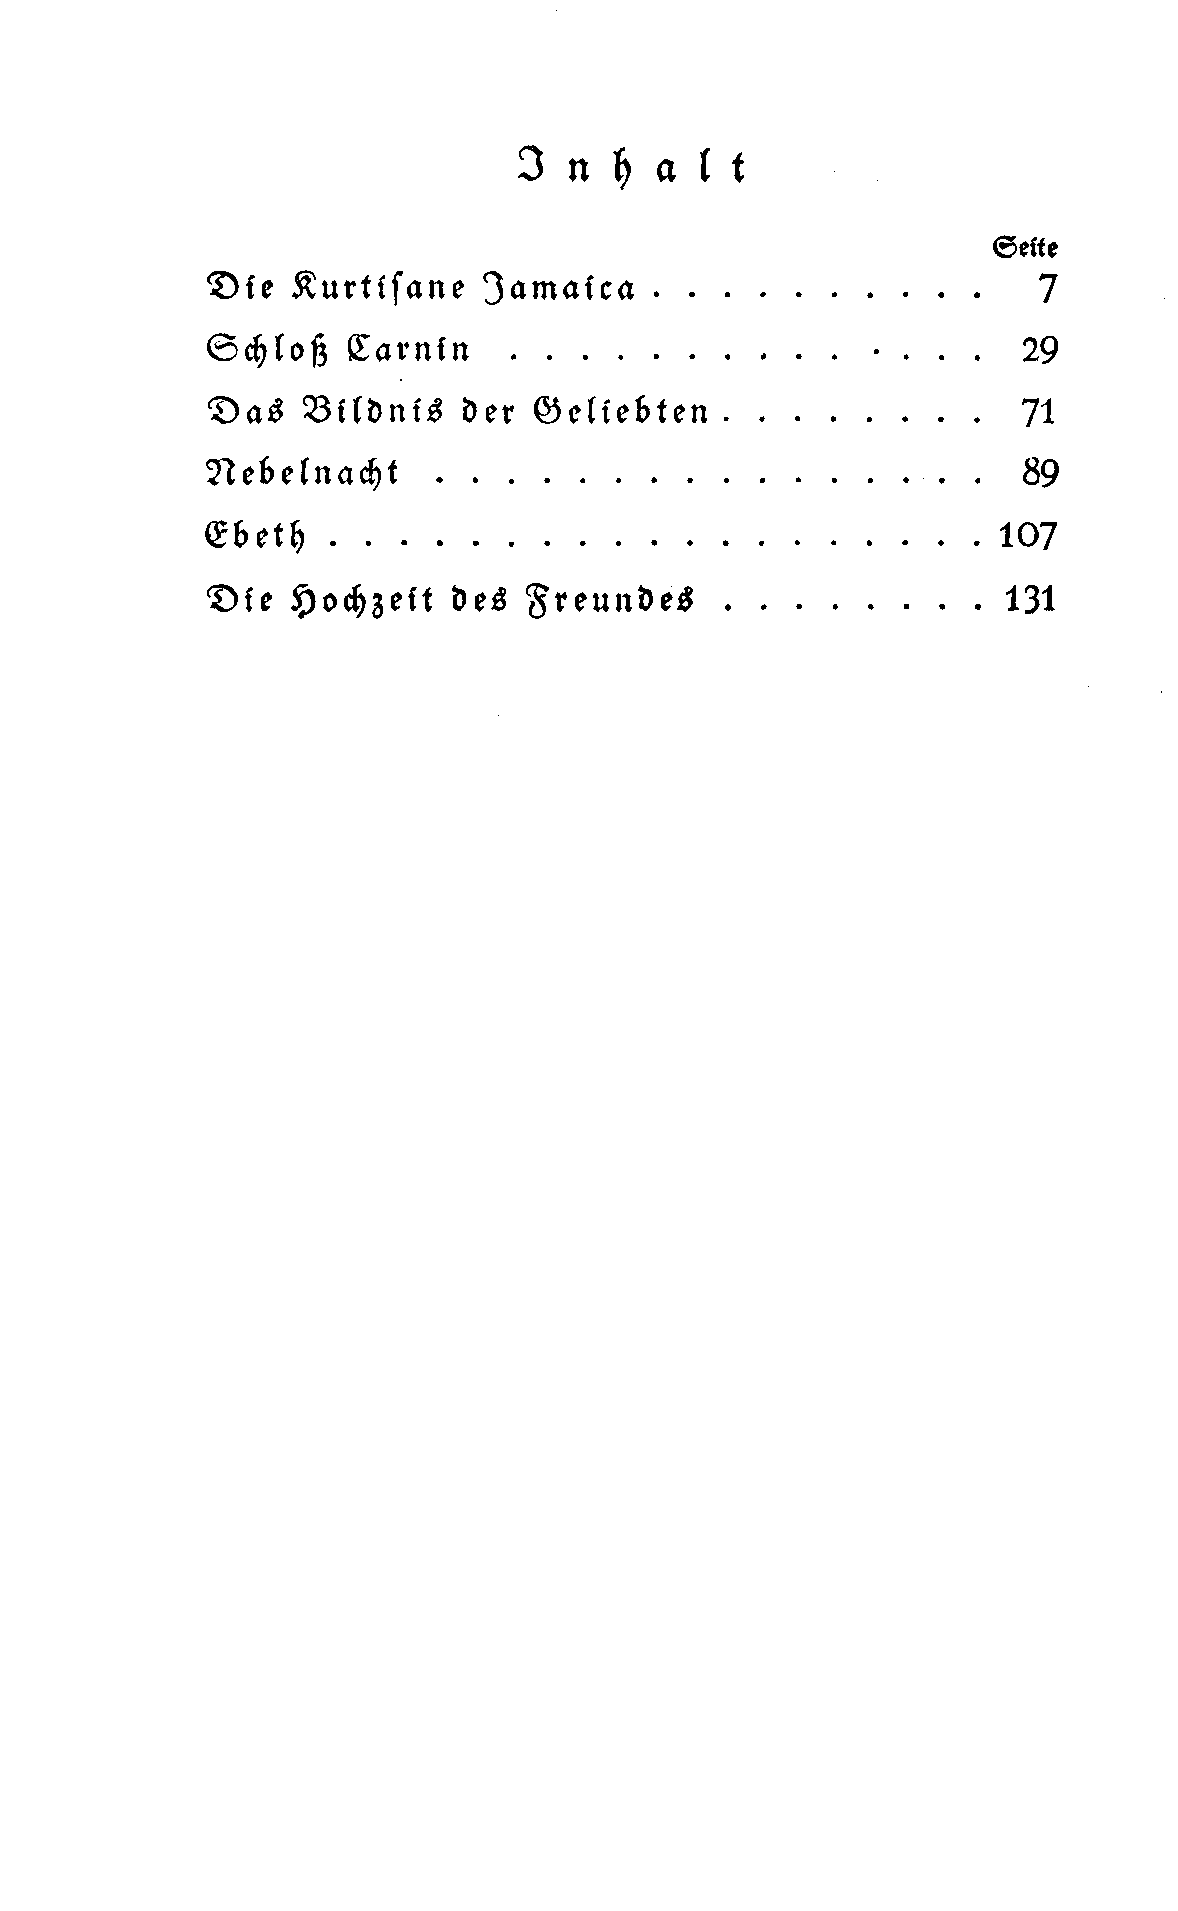 Inhalt
Seite
Die Kurtisane Jamaica . . . . . . . . . . 7
Schloß Carnin . . . . . . . . . . . . . . 29
Das Bildnis der Geliebten . . . . . . . . 71
Nebelnacht . . . . . . . . . . . . . . . . 89
Ebeth . . . . . . . . . . . . . . . . . . . 107
Die Hochzeit des Freundes . . . . . . . . 131